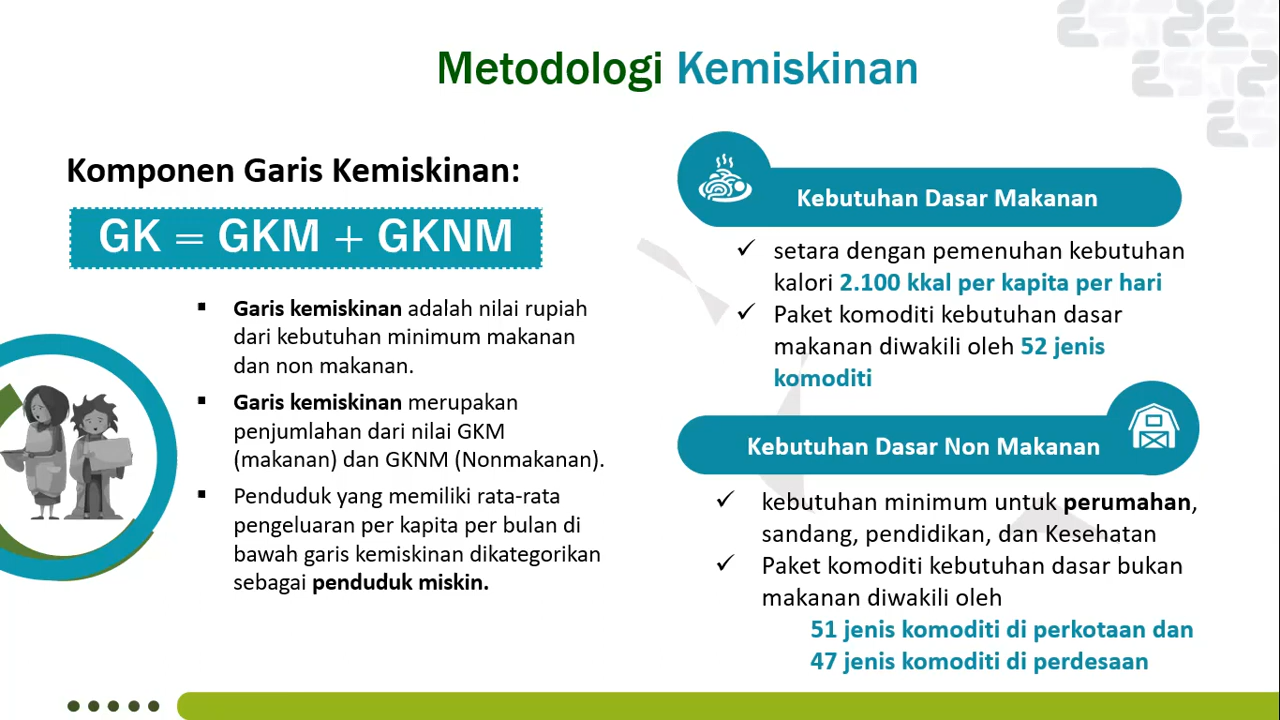 Metodologi Kemiskinan
Komponen Garis Kemiskinan:
GK = GKM + GKNM
Garis kemiskinan adalah nilai rupiah
dari kebutuhan minimum makanan
dan non makanan.
Garis kemiskinan merupakan
penjumlahan dari nilai GKM
(makanan) dan GKNM (Nonmakanan).
Penduduk yang memiliki rata-rata
pengeluaran per kapita per bulan di
bawah garis kemiskinan dikategorikan
sebagai penduduk miskin.
Kebutuhan Dasar Makanan
setara dengan pemenuhan kebutuhan
kalori 2.100 kkal per kapita per hari
Paket komoditi kebutuhan dasar
makanan diwakili oleh 52 jenis
komoditi
Kebutuhan Dasar Non Makanan
kebutuhan minimum untuk perumahan,
sandang, pendidikan, dan Kesehatan
Paket komoditi kebutuhan dasar bukan
makanan diwakili oleh
51 jenis komoditi di perkotaan dan
47 jenis komoditi di perdesaan